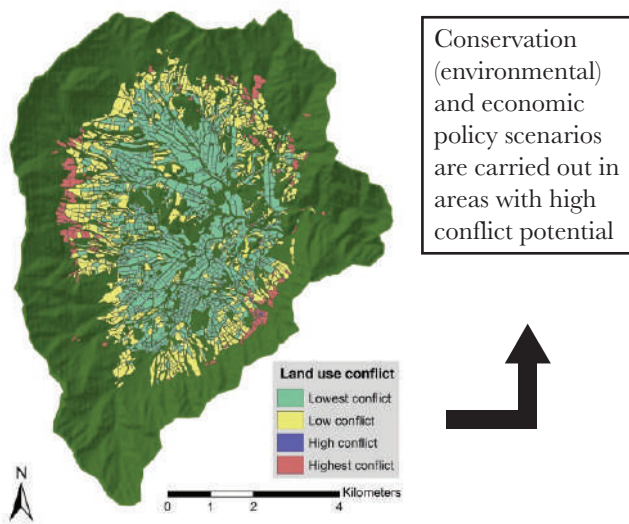 Conservation
(environmental)
and economic
policy scenarios
are carried out in
areas with high
conflict potential
Land use conflict
Lowest conflict
Low conflict
High conflict
Highest conflict
N
Kilometers
0 1 2 4